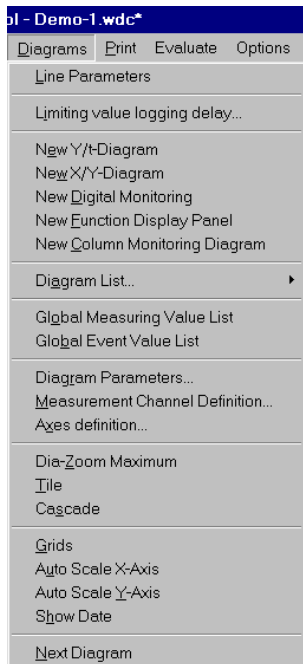 ol - Demo-1.wdc*
Diagrams Print Evaluate Options
Line Parameters
Limiting value logging delay...
New Y/t-Diagram
New X/Y-Diagram
New Digital Monitoring
New Function Display Panel
New Column Monitoring Diagram
Diagram List...
Global Measuring Value List
Global Event Value List
Diagram Parameters...
Measurement Channel Definition...
Axes definition...
Dia-Zoom Maximum
Tile
Cascade
Grids
Auto Scale X-Axis
Auto Scale Y-Axis
Show Date
Next Diagram